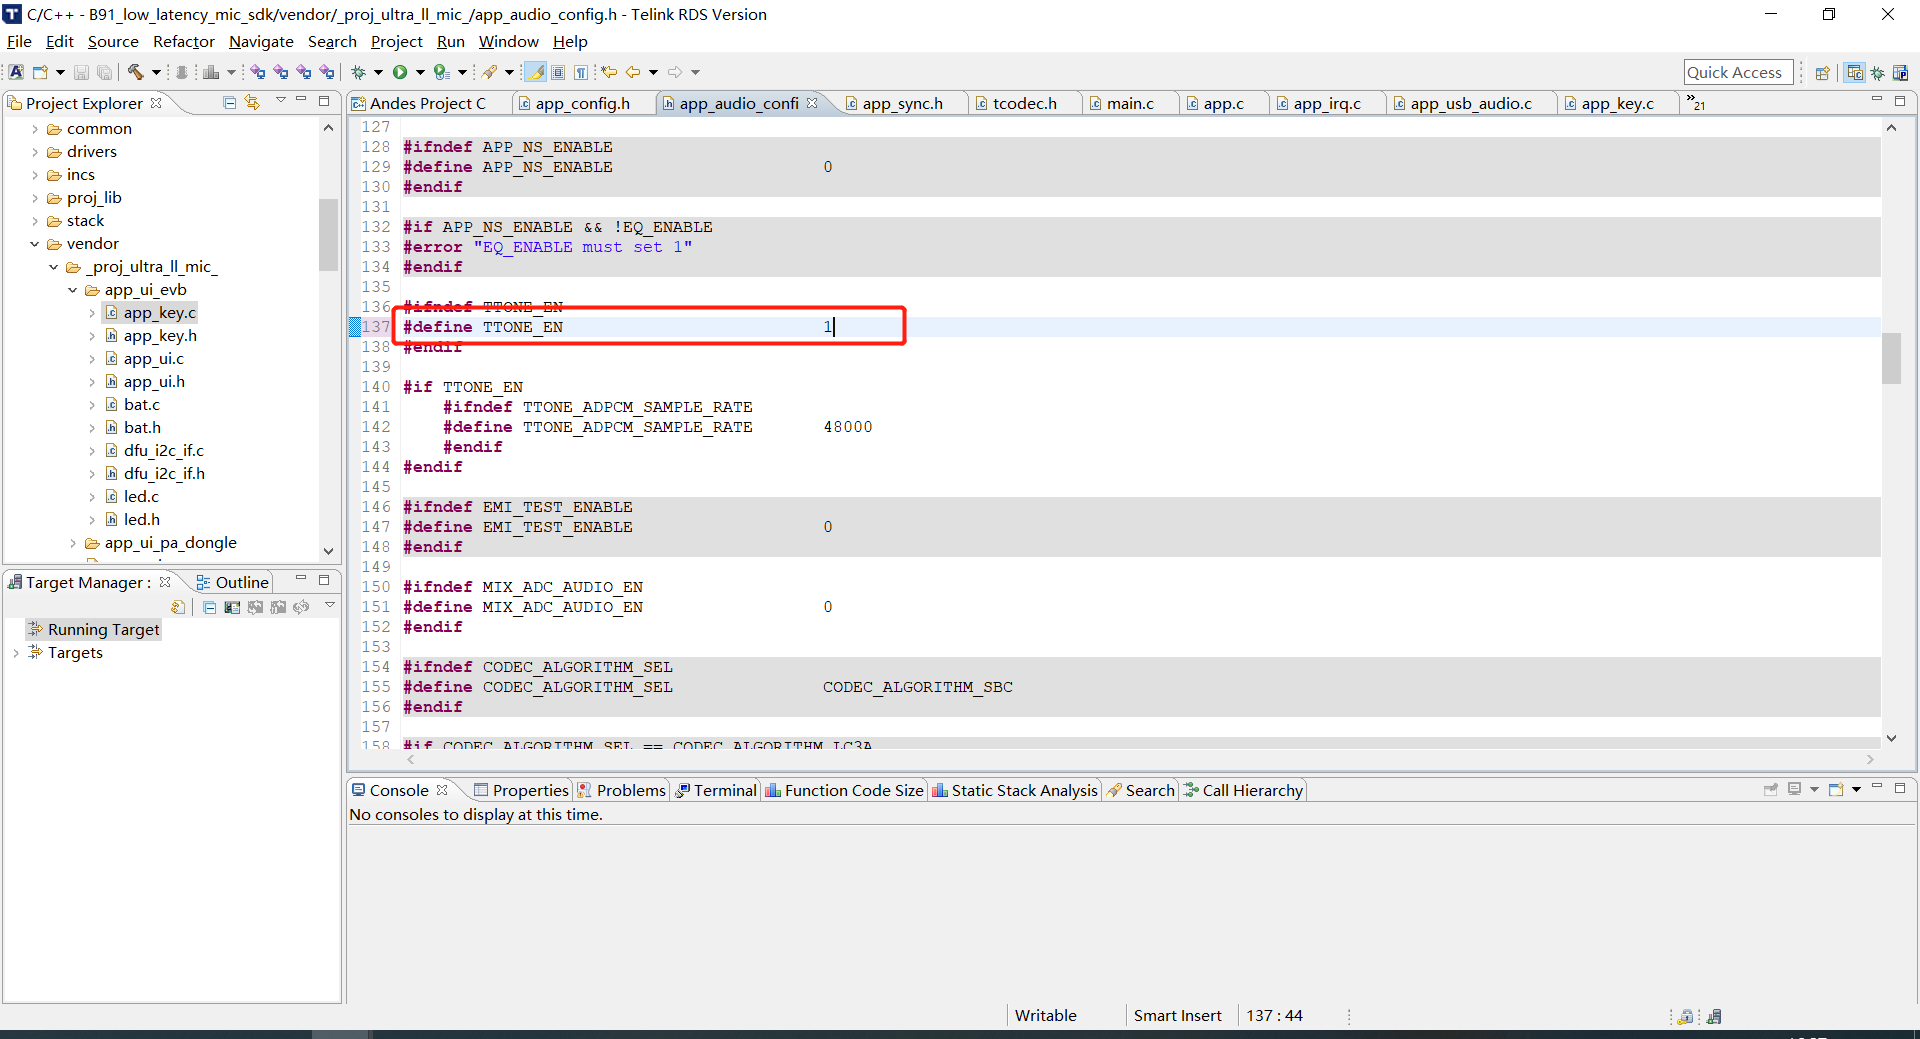 C/C++ - B91_low_latency_mic_sdk/vendor/_proj_ultra_ll_mic_/app_audio_config.h - Telink RDS Version
File Edit Source Refactor Navigate Search Project Run Window Help
Quick Access
Project Explorer
common
drivers
incs
proj_lib
stack
vendor
_proj_ultra_ll_mic_
app_ui_evb
app_key.c
app_key.h
app_ui.c
app_ui.h
bat.c
bat.h
dfu_i2c_if.c
dfu_i2c_if.h
led.c
led.h
app_ui_pa_dongle
Target Manager :
Outline
Running Target
Targets
Andes Project C app_config.h app_audio_confi app_sync.h tcodec.h main.c app.c app_irq.c app_usb_audio.c app_key.c »21
127
128 #ifndef APP_NS_ENABLE
129 #define APP_NS_ENABLE 0
130 #endif
131
132 #if APP_NS_ENABLE && !EQ_ENABLE
133 #error "EQ_ENABLE must set 1"
134 #endif
135
136 #ifndef TTONE_EN
137 #define TTONE_EN 1
138 #endif
139
140 #if TTONE_EN
141 #ifndef TTONE_ADPCM_SAMPLE_RATE
142 #define TTONE_ADPCM_SAMPLE_RATE 48000
143 #endif
144 #endif
145
146 #ifndef EMI_TEST_ENABLE
147 #define EMI_TEST_ENABLE 0
148 #endif
149
150 #ifndef MIX_ADC_AUDIO_EN
151 #define MIX_ADC_AUDIO_EN 0
152 #endif
153
154 #ifndef CODEC_ALGORITHM_SEL
155 #define CODEC_ALGORITHM_SEL CODEC_ALGORITHM_SBC
156 #endif
157
158 #if CODEC_ALGORITHM_SEL == CODEC_ALGORITHM_LC3A
Console Properties Problems Terminal Function Code Size Static Stack Analysis Search Call Hierarchy
No consoles to display at this time.
Writable Smart Insert 137 : 44